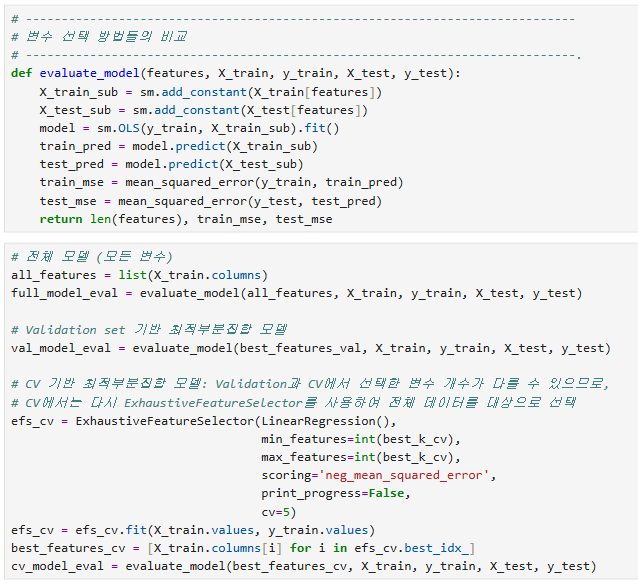 # -----------------------------------------------------------------------------
# 변수 선택 방법들의 비교
# -----------------------------------------------------------------------------.
def evaluate_model(features, X_train, y_train, X_test, y_test):
    X_train_sub = sm.add_constant(X_train[features])
    X_test_sub = sm.add_constant(X_test[features])
    model = sm.OLS(y_train, X_train_sub).fit()
    train_pred = model.predict(X_train_sub)
    test_pred = model.predict(X_test_sub)
    train_mse = mean_squared_error(y_train, train_pred)
    test_mse = mean_squared_error(y_test, test_pred)
    return len(features), train_mse, test_mse
# 전체 모델 (모든 변수)
all_features = list(X_train.columns)
full_model_eval = evaluate_model(all_features, X_train, y_train, X_test, y_test)
# Validation set 기반 최적부분집합 모델
val_model_eval = evaluate_model(best_features_val, X_train, y_train, X_test, y_test)
# CV 기반 최적부분집합 모델: Validation과 CV에서 선택한 변수 개수가 다를 수 있으므로,
# CV에서는 다시 ExhaustiveFeatureSelector를 사용하여 전체 데이터를 대상으로 선택
efs_cv = ExhaustiveFeatureSelector(LinearRegression(),
                                   min_features=int(best_k_cv),
                                   max_features=int(best_k_cv),
                                   scoring='neg_mean_squared_error',
                                   print_progress=False,
                                   cv=5)
efs_cv = efs_cv.fit(X_train.values, y_train.values)
best_features_cv = [X_train.columns[i] for i in efs_cv.best_idx_]
cv_model_eval = evaluate_model(best_features_cv, X_train, y_train, X_test, y_test)